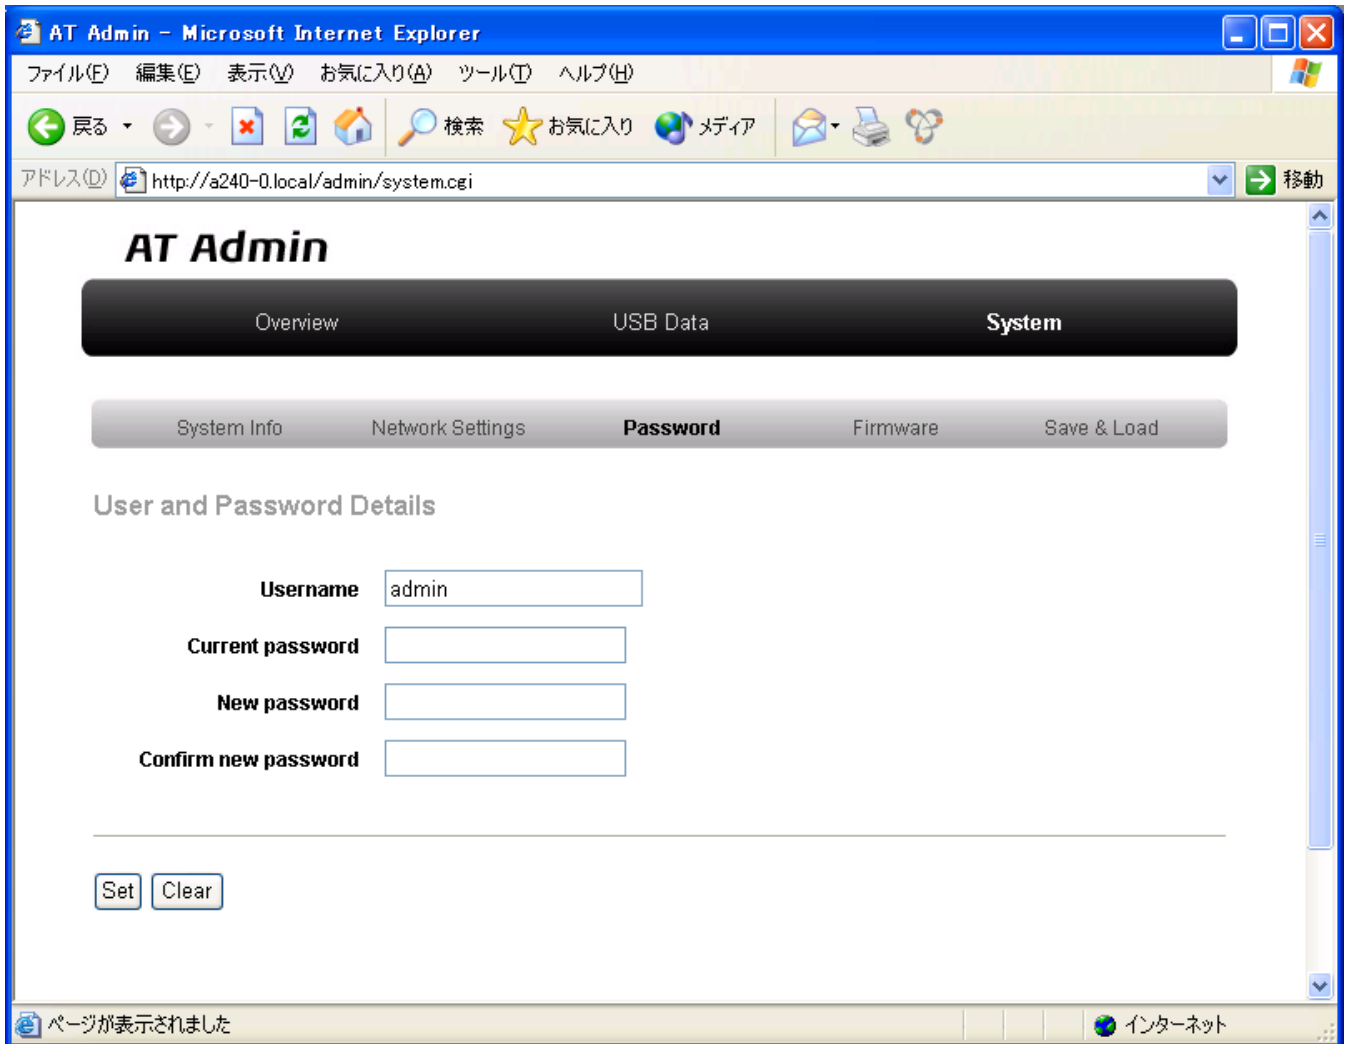 AT Admin - Microsoft Internet Explorer
ファイル(F) 編集(E) 表示(V) お気に入り(A) ツール(T) ヘルプ(H)
戻る 検索 お気に入り メディア
アドレス(D) http://a240-0.local/admin/system.cgi 移動
AT Admin
Overview USB Data System
System Info Network Settings Password Firmware Save & Load
User and Password Details
Username admin
Current password
New password
Confirm new password
Set Clear
ページが表示されました インターネット